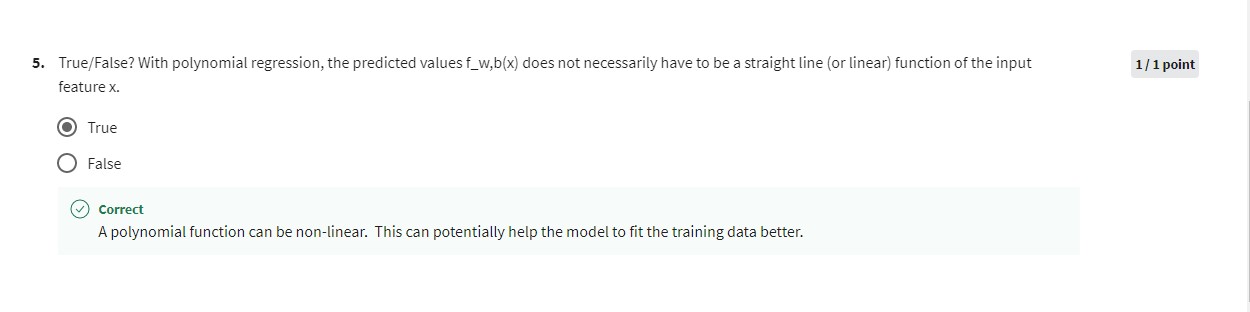 5. True/False? With polynomial regression, the predicted values f_w,b(x) does not necessarily have to be a straight line (or linear) function of the input
feature x.
1 / 1 point
True
False
Correct
A polynomial function can be non-linear. This can potentially help the model to fit the training data better.